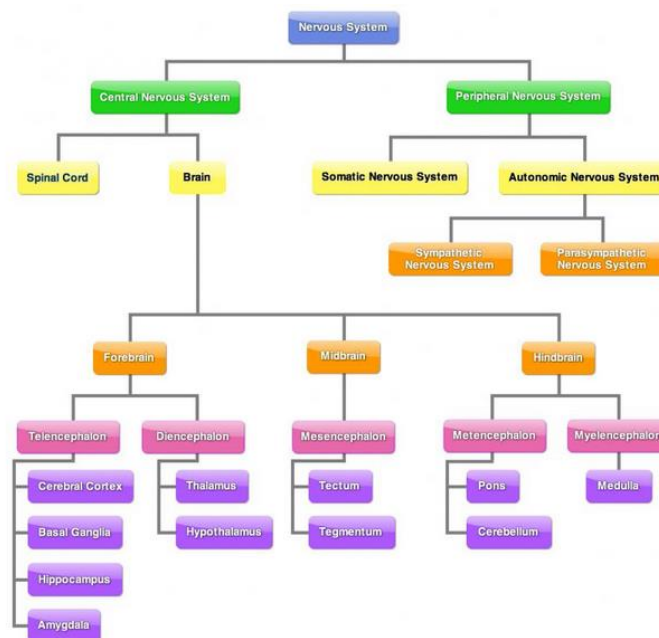 Nervous System
Central Nervous System
Peripheral Nervous System
Spinal Cord
Brain
Somatic Nervous System
Autonomic Nervous System
Sympathetic
Nervous System
Parasympathetic
Nervous System
Forebrain
Midbrain
Hindbrain
Telencephalon
Diencephalon
Mesencephalon
Metencephalon
Myelencephalon
Cerebral Cortex
Thalamus
Tectum
Pons
Medulla
Basal Ganglia
Hypothalamus
Tegmentum
Cerebellum
Hippocampus
Amygdala